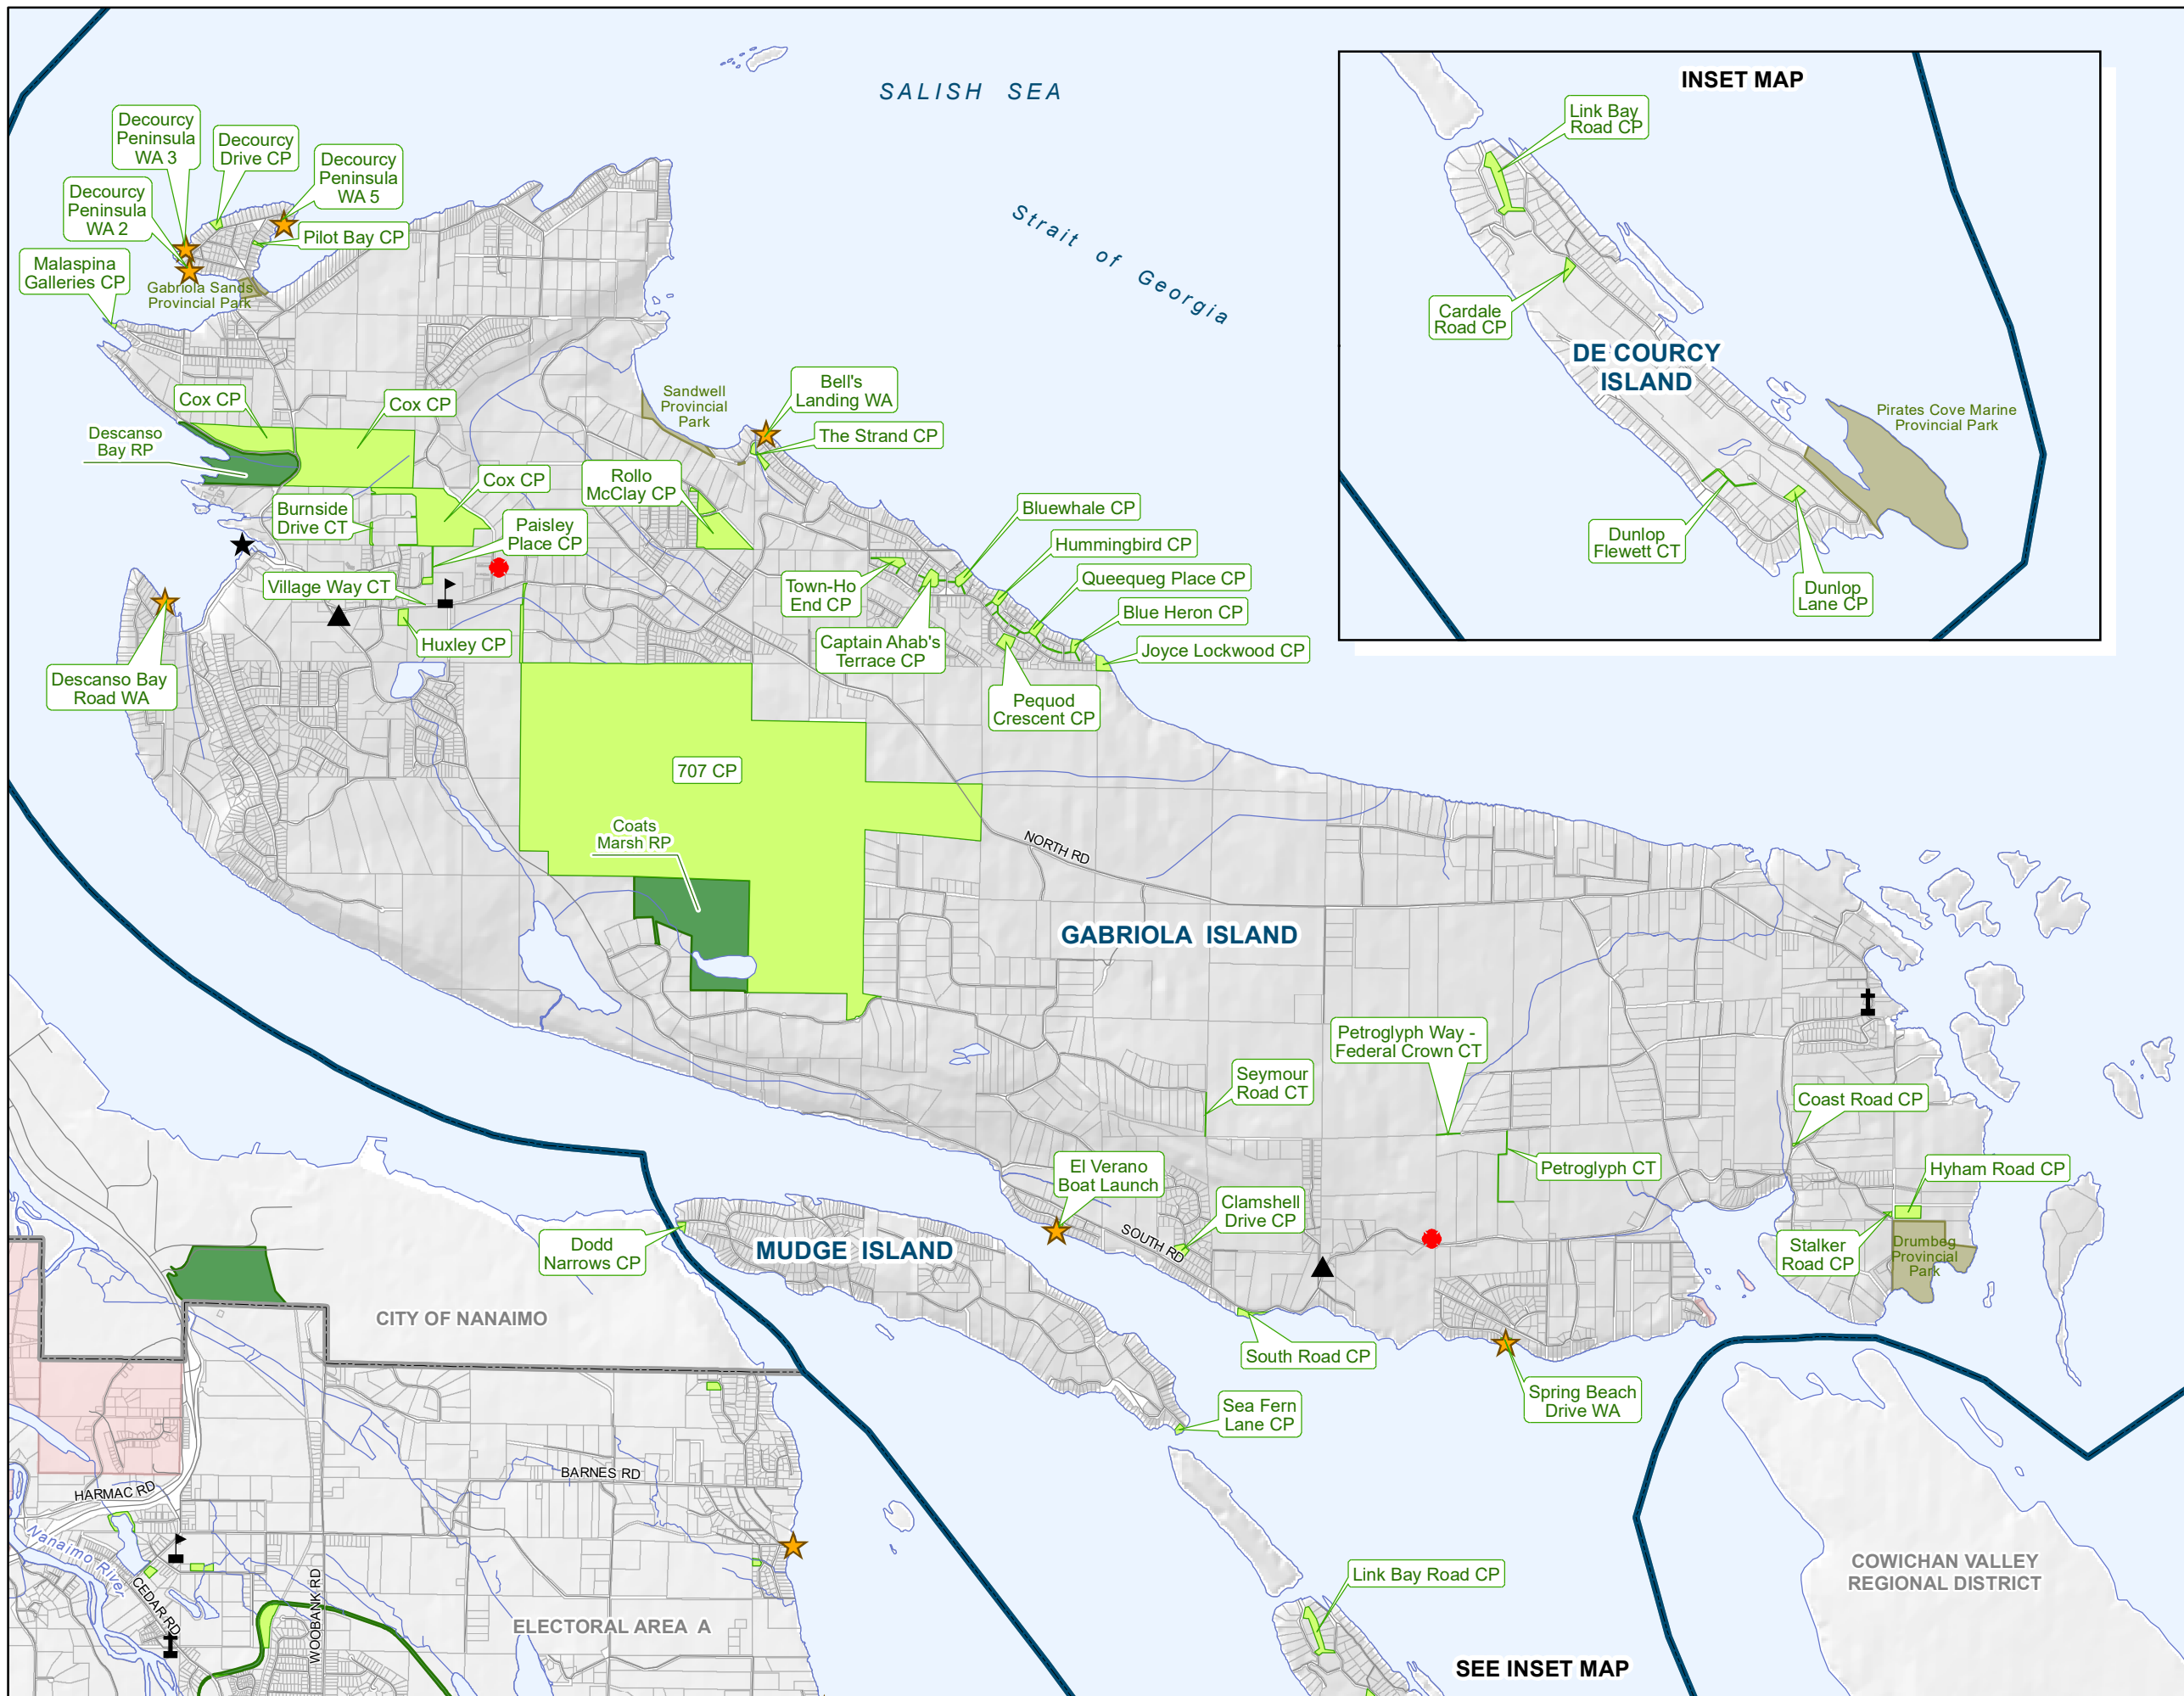 SALISH SEA
Strait of Georgia
INSET MAP
Link Bay
Road CP
Cardale
Road CP
DE COURCY
ISLAND
Pirates Cove Marine
Provincial Park
Dunlop
Flewett CT
Dunlop
Lane CP
Decourcy
Peninsula
WA 3
Decourcy
Drive CP
Decourcy
Peninsula
WA 5
Decourcy
Peninsula
WA 2
Pilot Bay CP
Malaspina
Galleries CP
Gabriola Sands
Provincial Park
Cox CP
Cox CP
Descanso
Bay RP
Sandwell
Provincial
Park
Bell's
Landing WA
The Strand CP
Cox CP
Rollo
McClay CP
Burnside
Drive CT
Paisley
Place CP
Bluewhale CP
Hummingbird CP
Queequeg Place CP
Blue Heron CP
Joyce Lockwood CP
Village Way CT
Town-Ho
End CP
Captain Ahab's
Terrace CP
Huxley CP
Descanso Bay
Road WA
Pequod
Crescent CP
707 CP
Coats
Marsh RP
NORTH RD
GABRIOLA ISLAND
Petroglyph Way -
Federal Crown CT
Seymour
Road CT
Coast Road CP
Petroglyph CT
Hyham Road CP
El Verano
Boat Launch
Clamshell
Drive CP
SOUTH RD
Dodd
Narrows CP
MUDGE ISLAND
Stalker
Road CP
Drumbeg
Provincial
Park
CITY OF NANAIMO
South Road CP
Spring Beach
Drive WA
Sea Fern
Lane CP
BARNES RD
HARMAC RD
Nanaimo River
CEDAR RD
WOOBANK RD
ELECTORAL AREA A
Link Bay Road CP
COWICHAN VALLEY
REGIONAL DISTRICT
SEE INSET MAP